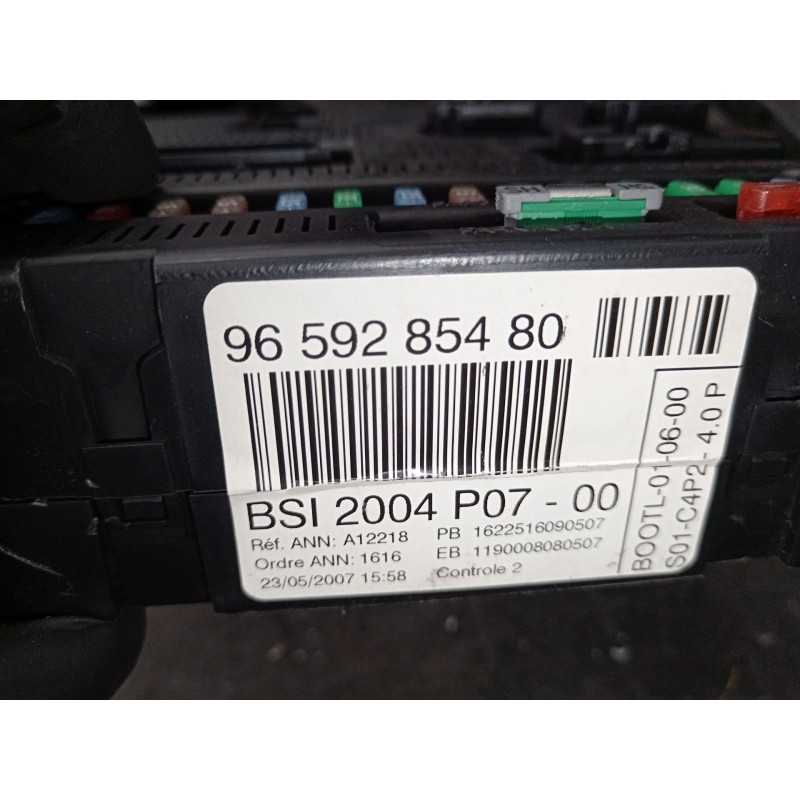 96 592 854 80
BSI 2004 P07 - 00
Réf. ANN: A12218 PB 1622516090507
Ordre ANN: 1616 EB 1190008080507
23/05/2007 15:58 Controle 2
BOOTL-01-06-00
S01-C4P2- 4.0 P